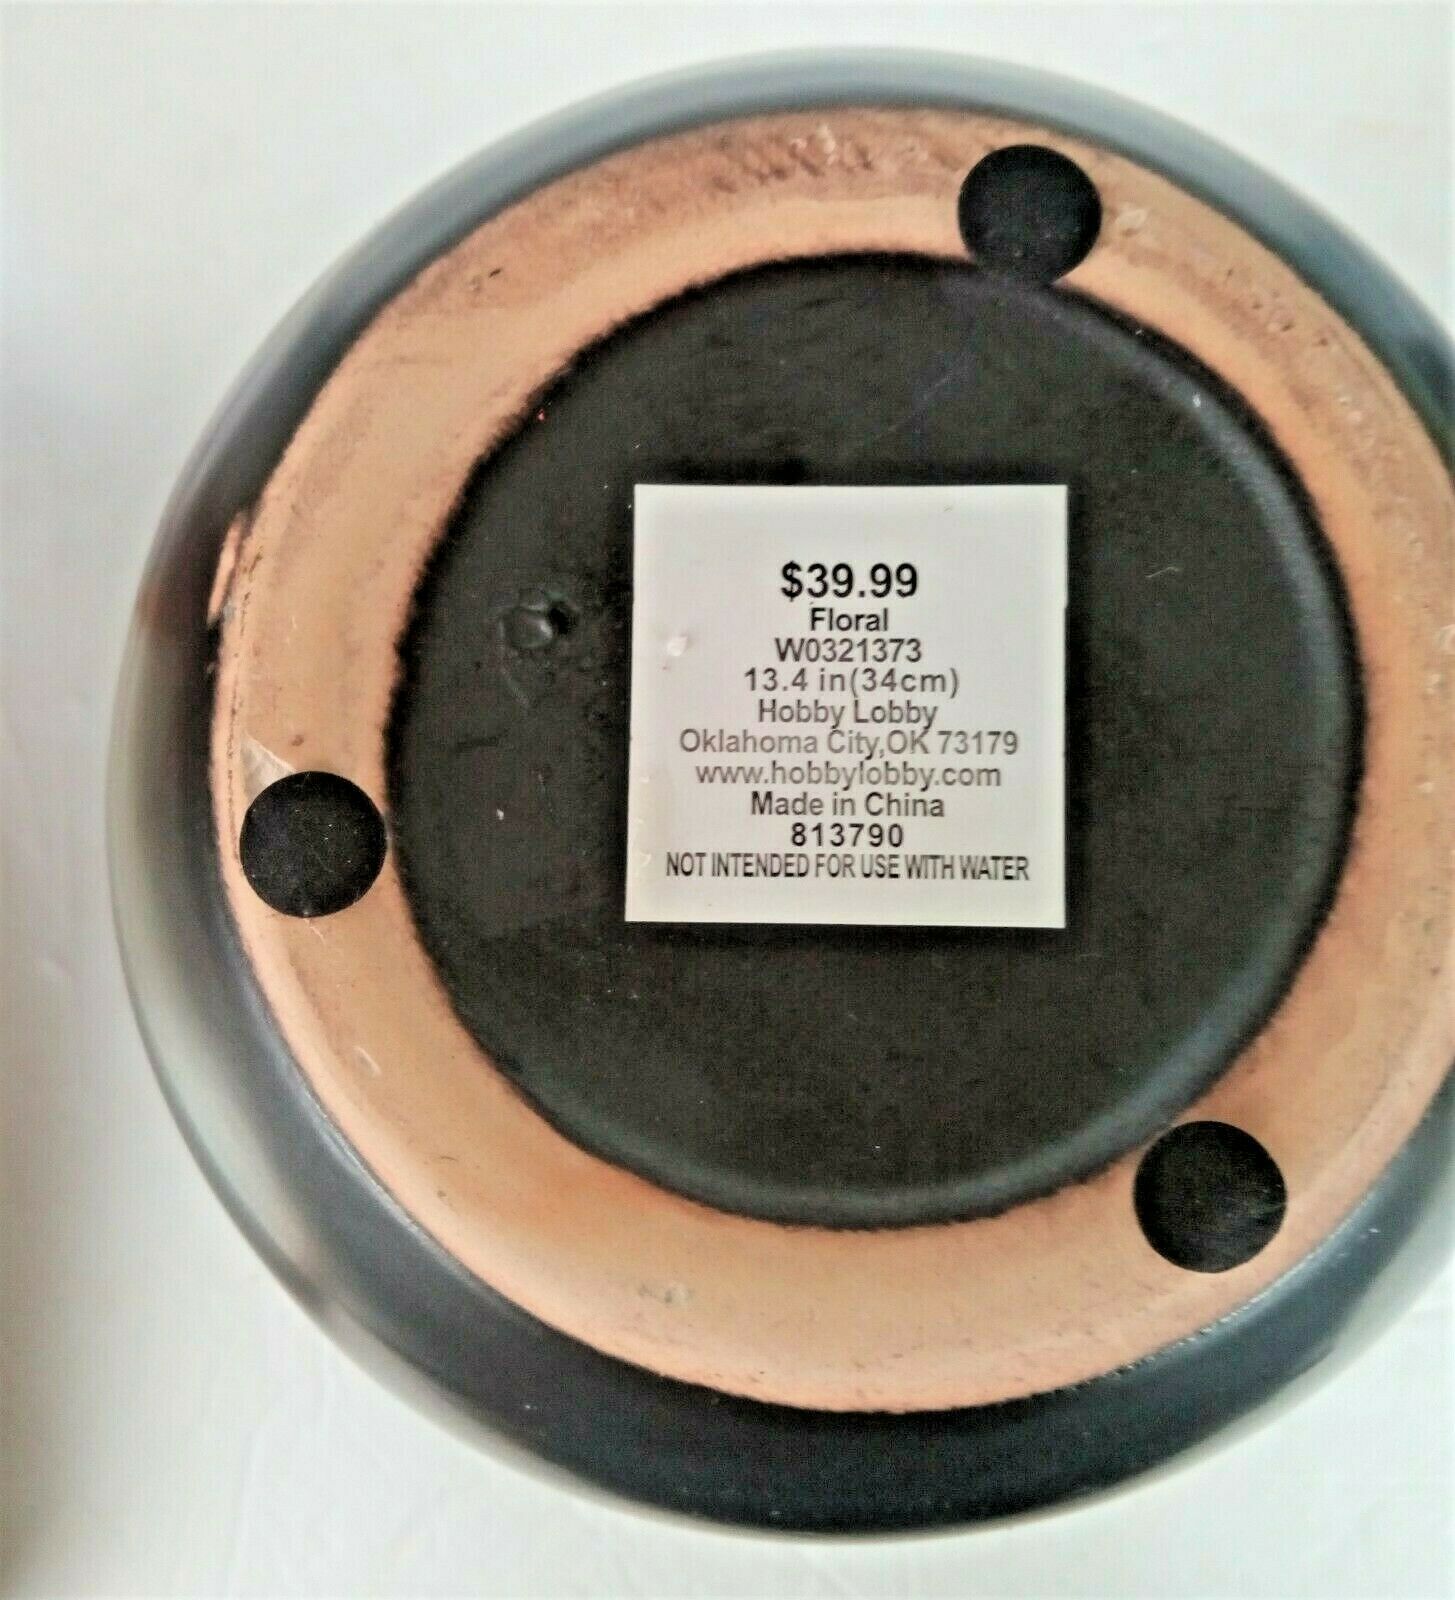 $39.99
Floral
W0321373
13.4 in(34cm)
Hobby Lobby
Oklahoma City,OK 73179
www.hobbylobby.com
Made in China
813790
NOT INTENDED FOR USE WITH WATER